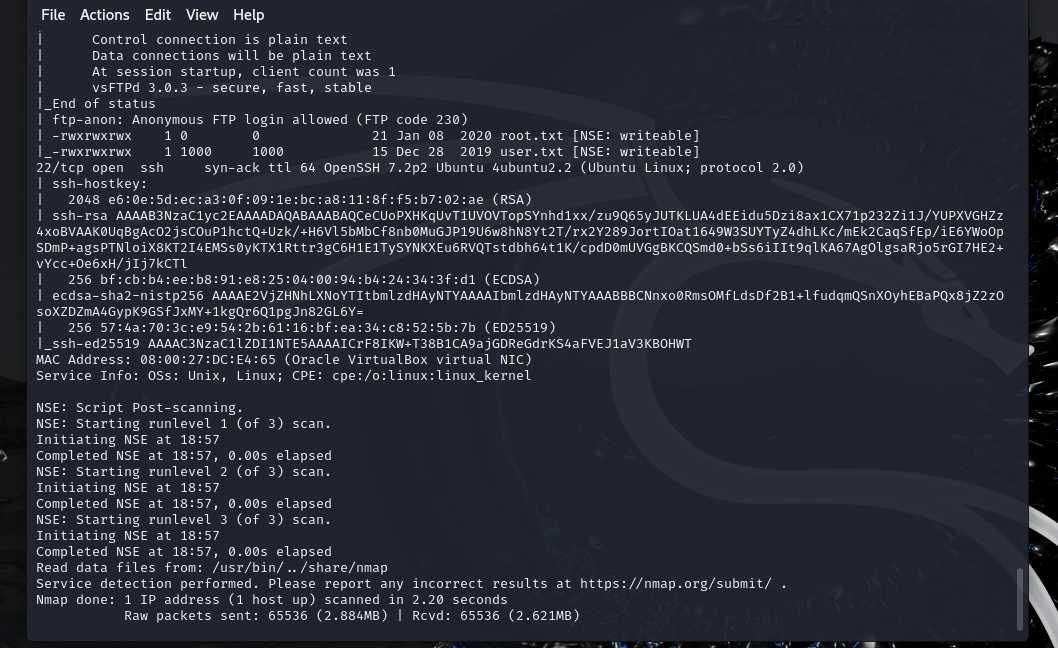 File Actions Edit View Help
|      Control connection is plain text
|      Data connections will be plain text
|      At session startup, client count was 1
|      vsFTPd 3.0.3 - secure, fast, stable
|_End of status
| ftp-anon: Anonymous FTP login allowed (FTP code 230)
| -rwxrwxrwx    1 0        0              21 Jan 08  2020 root.txt [NSE: writeable]
|_-rwxrwxrwx    1 1000     1000           15 Dec 28  2019 user.txt [NSE: writeable]
22/tcp open  ssh     syn-ack ttl 64 OpenSSH 7.2p2 Ubuntu 4ubuntu2.2 (Ubuntu Linux; protocol 2.0)
| ssh-hostkey:
|   2048 e6:0e:5d:ec:a3:0f:09:1e:bc:a8:11:8f:f5:b7:02:ae (RSA)
| ssh-rsa AAAAB3NzaC1yc2EAAAADAQABAAABAQCeCUoPXHKqUvT1UVOVTopSYnhd1xx/zu9Q65yJUTKLUA4dEEidu5Dzi8ax1CX71p232Zi1J/YUPXVGHZz
4xoBVAAK0UqBgAcO2jsCOuP1hctQ+Uzk/+H6Vl5bMbCf8nb0MuGJP19U6w8hN8Yt2T/rx2Y289JortIOat1649W3SUYTyZ4dhLKc/mEk2CaqSfEp/iE6YWoOp
SDmP+agsPTNloiX8KT2I4EMSs0yKTX1Rttr3gC6H1E1TySYNKXEu6RVQTstdbh64t1K/cpdD0mUVGgBKCQSmd0+bSs6iIIt9qlKA67AgOlgsaRjo5rGI7HE2+
vYcc+Oe6xH/jIj7kCTl
|   256 bf:cb:b4:ee:b8:91:e8:25:04:00:94:b4:24:34:3f:d1 (ECDSA)
| ecdsa-sha2-nistp256 AAAAE2VjZHNhLXNoYTItbmlzdHAyNTYAAAAIbmlzdHAyNTYAAABBBCNnxo0RmsOMfLdsDf2B1+lfudqmQSnXOyhEBaPQx8jZ2zO
soXZDZmA4GypK9GSfJxMY+1kgQr6Q1pgJn82GL6Y=
|   256 57:4a:70:3c:e9:54:2b:61:16:bf:ea:34:c8:52:5b:7b (ED25519)
|_ssh-ed25519 AAAAC3NzaC1lZDI1NTE5AAAAICrF8IKW+T38B1CA9ajGDReGdrKS4aFVEJ1aV3KBOHWT
MAC Address: 08:00:27:DC:E4:65 (Oracle VirtualBox virtual NIC)
Service Info: OSs: Unix, Linux; CPE: cpe:/o:linux:linux_kernel
NSE: Script Post-scanning.
NSE: Starting runlevel 1 (of 3) scan.
Initiating NSE at 18:57
Completed NSE at 18:57, 0.00s elapsed
NSE: Starting runlevel 2 (of 3) scan.
Initiating NSE at 18:57
Completed NSE at 18:57, 0.00s elapsed
NSE: Starting runlevel 3 (of 3) scan.
Initiating NSE at 18:57
Completed NSE at 18:57, 0.00s elapsed
Read data files from: /usr/bin/../share/nmap
Service detection performed. Please report any incorrect results at https://nmap.org/submit/ .
Nmap done: 1 IP address (1 host up) scanned in 2.20 seconds
           Raw packets sent: 65536 (2.884MB) | Rcvd: 65536 (2.621MB)